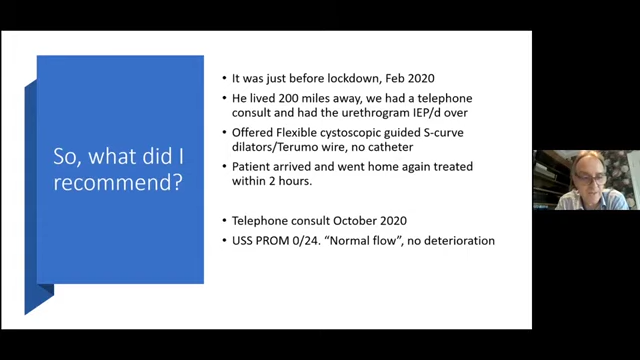 So, what did I
recommend?
• It was just before lockdown, Feb 2020
• He lived 200 miles away, we had a telephone
consult and had the urethrogram IEP/d over
• Offered Flexible cystoscopic guided S-curve
dilators/Terumo wire, no catheter
• Patient arrived and went home again treated
within 2 hours.
• Telephone consult October 2020
• USS PROM 0/24. “Normal flow”, no deterioration